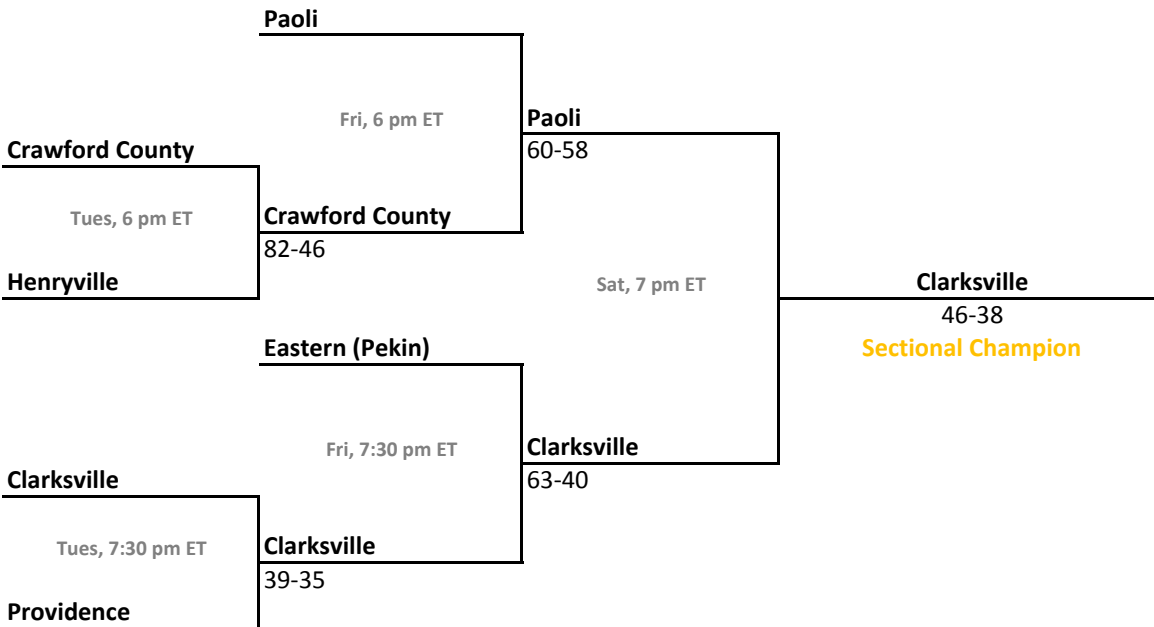 Paoli
Fri, 6 pm ET
Paoli
60-58
Crawford County
Tues, 6 pm ET
Crawford County
82-46
Henryville
Sat, 7 pm ET
Clarksville
46-38
Sectional Champion
Eastern (Pekin)
Fri, 7:30 pm ET
Clarksville
63-40
Clarksville
Tues, 7:30 pm ET
Clarksville
39-35
Providence